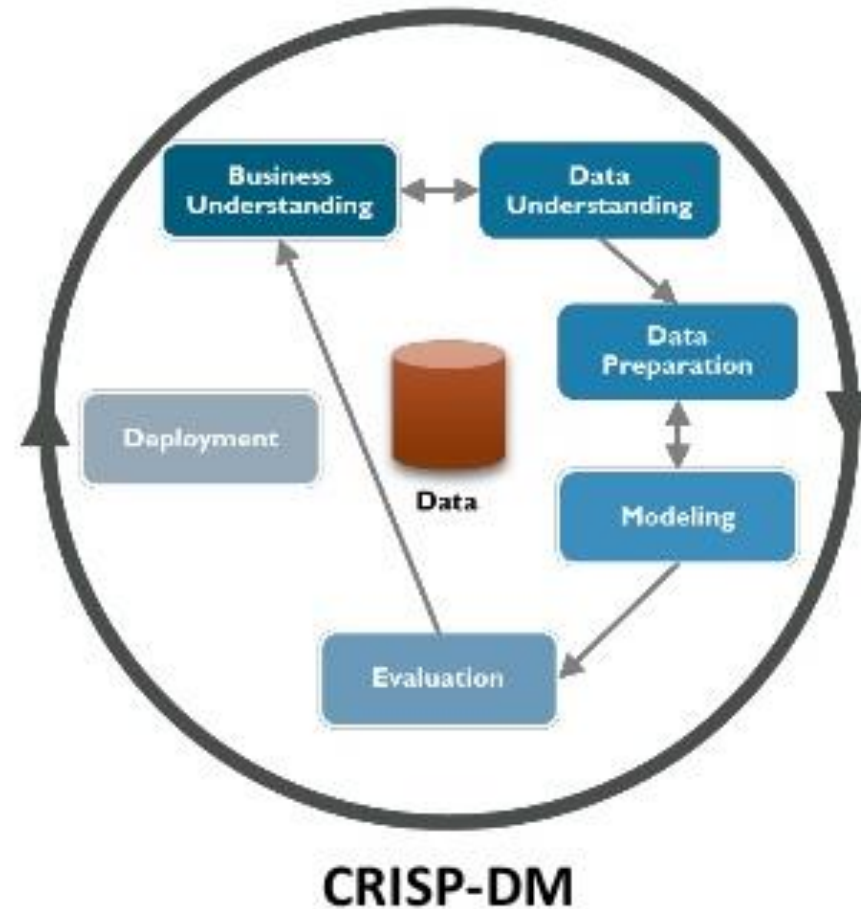 Business
Understanding
Data
Understanding
Data
Preparation
Deployment
Data
Modeling
Evaluation
CRISP-DM